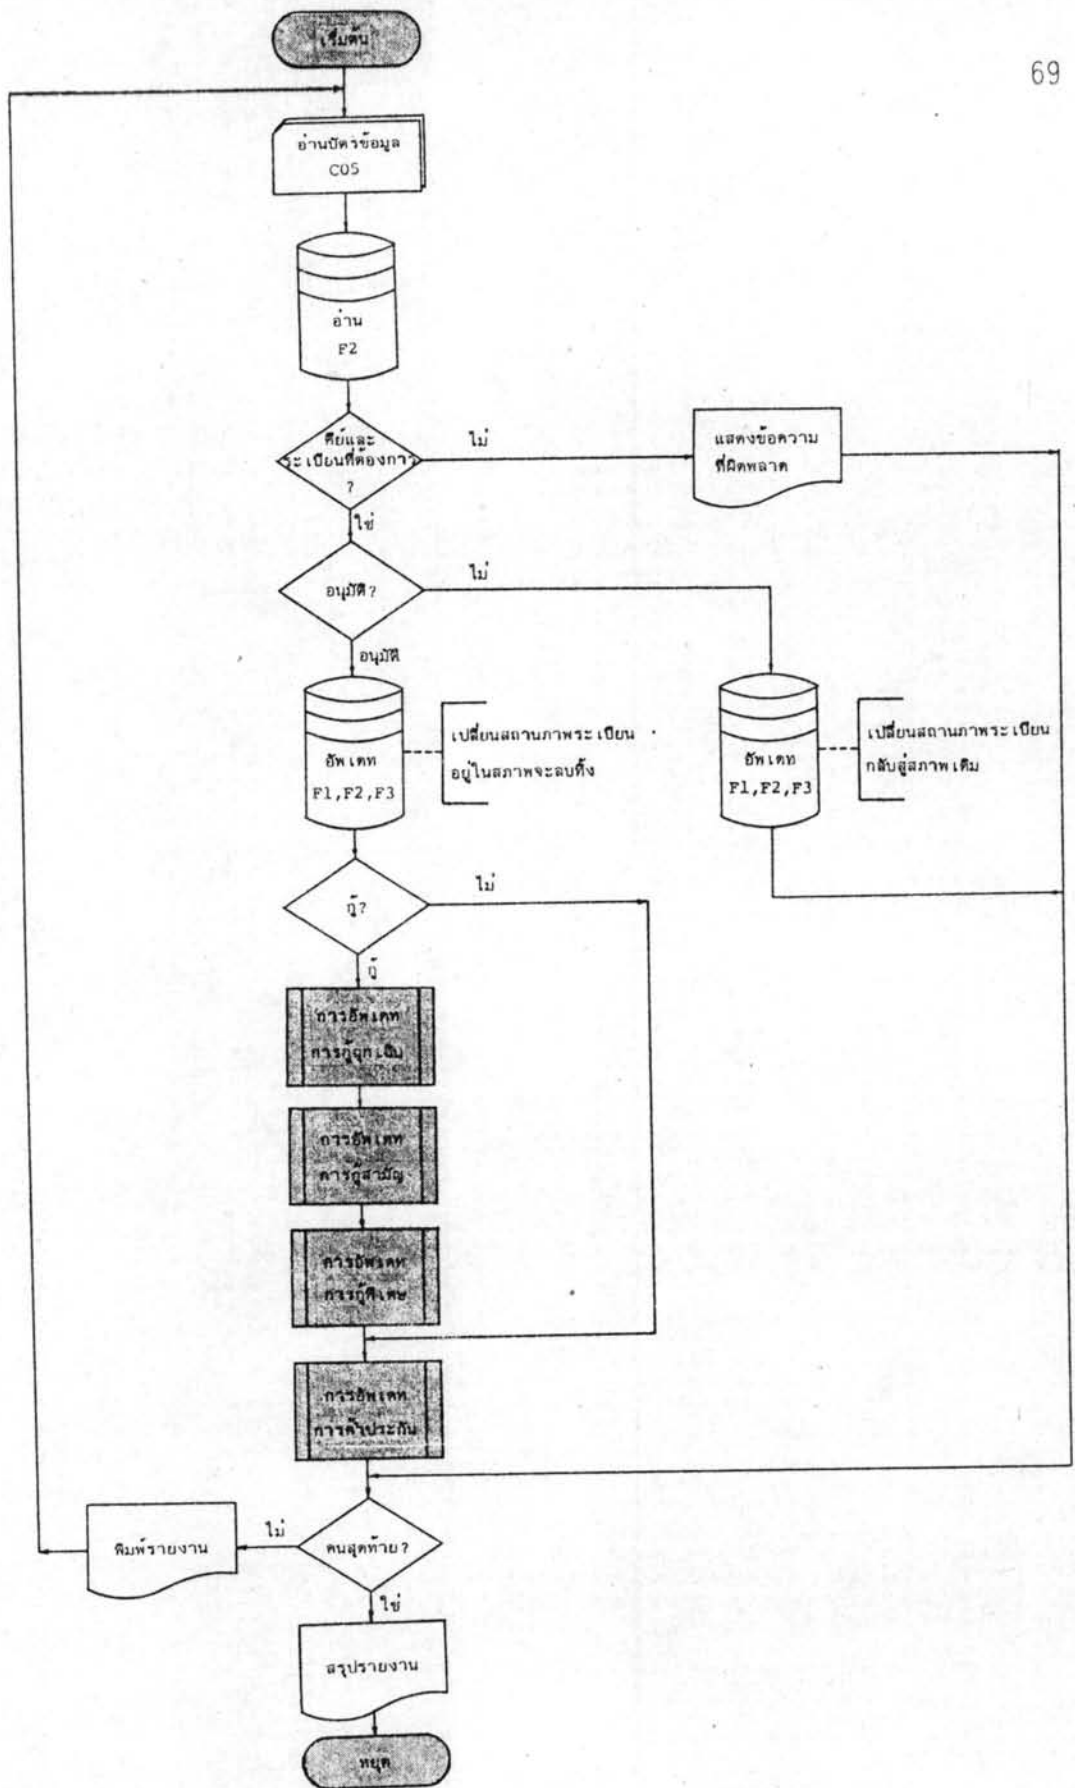 69
เริ่มต้น
อ่านบัตรข้อมูล
C05
อ่าน
F2
คีย์และ
ระเบียนที่ต้องการ
?
ไม่
แสดงข้อความ
ที่ผิดพลาด
ใช่
อนุมัติ?
ไม่
อนุมัติ
อัพเดท
F1,F2,F3
เปลี่ยนสถานภาพระเบียน
อยู่ในสภาพจะลบทิ้ง
อัพเดท
F1,F2,F3
เปลี่ยนสถานภาพระเบียน
กลับสู่สภาพเดิม
กู้?
ไม่
กู้
การอัพเดท
การกู้ฉุกเฉิน
การอัพเดท
การกู้สามัญ
การอัพเดท
การกู้พิเศษ
การอัพเดท
การค้ำประกัน
คนสุดท้าย?
ไม่
พิมพ์รายงาน
ใช่
สรุปรายงาน
หยุด